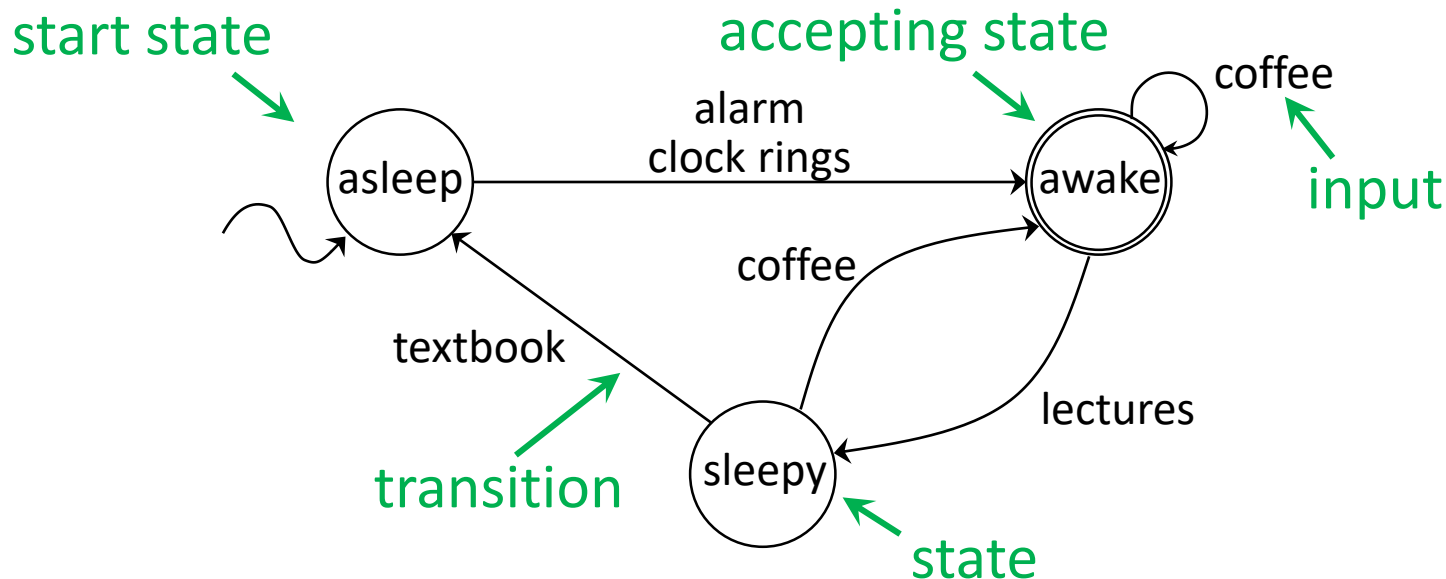 start state
accepting state
coffee
alarm
clock rings
asleep
awake
input
coffee
textbook
lectures
sleepy
transition
state